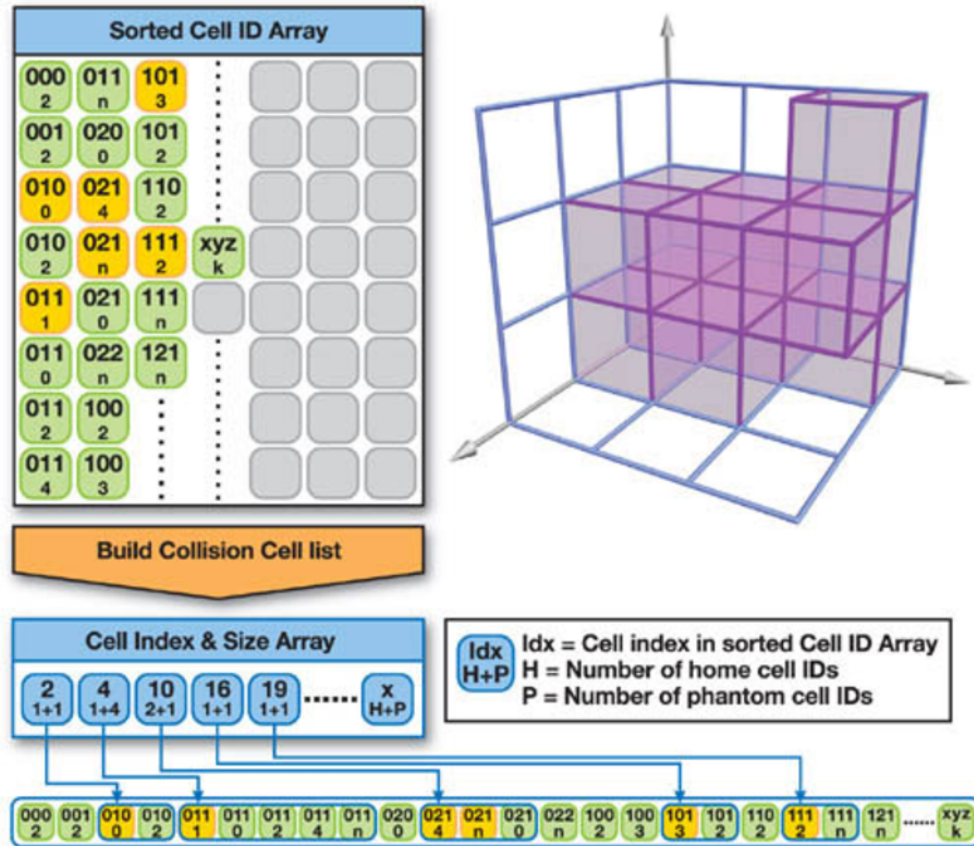 Sorted Cell ID Array
000 011 101
2 n 3
001 020 101
2 0 2
010 021 110
0 4 2
010 021 111 xyz
2 n 2 k
011 021 111
1 0 n
011 022 121
0 n n
011 100
2 2
011 100
4 3
Build Collision Cell list
Cell Index & Size Array
2 4 10 16 19 ...... x
1+1 1+4 2+1 1+1 1+1 H+P
Idx
H+P
Idx = Cell index in sorted Cell ID Array
H = Number of home cell IDs
P = Number of phantom cell IDs
000 001 010 010 011 011 011 011 011 020 021 021 021 022 100 100 101 101 110 111 111 121 ...... xyz
2 2 0 2 1 0 2 4 n 0 4 n 0 n 2 3 3 2 2 2 n n k